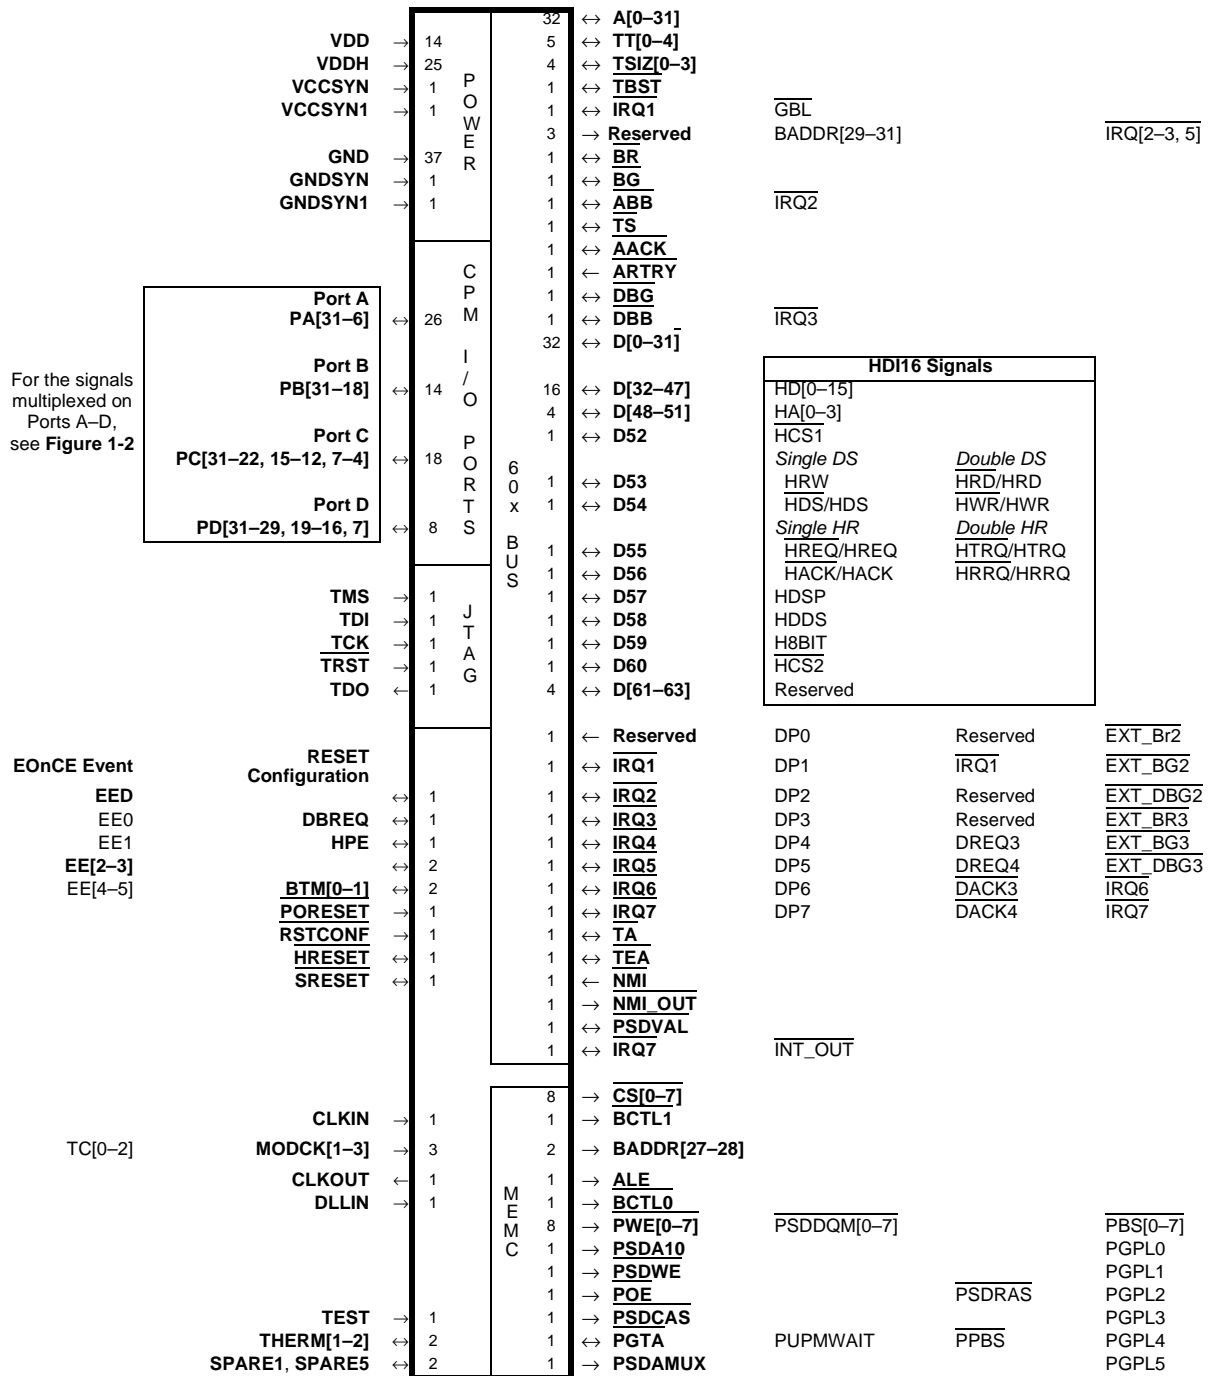 32 ↔ A[0–31]
VDD → 14 5 ↔ TT[0–4]
VDDH → 25 4 ↔ TSIZ[0–3]
VCCSYN → 1 1 ↔ TBST
VCCSYN1 → 1 1 ↔ IRQ1 GBL
3 → Reserved BADDR[29–31] IRQ[2–3, 5]
GND → 37 1 ↔ BR
GNDSYN → 1 1 ↔ BG
GNDSYN1 → 1 1 ↔ ABB IRQ2
POWER
1 ↔ TS
1 ↔ AACK
1 ← ARTRY
Port A 1 ↔ DBG
PA[31–6] ↔ 26 1 ↔ DBB IRQ3
32 ↔ D[0–31]
Port B HDI16 Signals
For the signals
multiplexed on
Ports A–D,
see Figure 1-2
PB[31–18] ↔ 14 16 ↔ D[32–47] HD[0–15]
4 ↔ D[48–51] HA[0–3]
Port C 1 ↔ D52 HCS1
PC[31–22, 15–12, 7–4] ↔ 18 Single DS Double DS
1 ↔ D53 HRW HRD/HRD
Port D 1 ↔ D54 HDS/HDS HWR/HWR
PD[31–29, 19–16, 7] ↔ 8 Single HR Double HR
CPM I/O PORTS
60x BUS
1 ↔ D55 HREQ/HREQ HTRQ/HTRQ
1 ↔ D56 HACK/HACK HRRQ/HRRQ
TMS → 1 1 ↔ D57 HDSP
TDI → 1 1 ↔ D58 HDDS
TCK → 1 1 ↔ D59 H8BIT
TRST → 1 1 ↔ D60 HCS2
TDO ← 1 4 ↔ D[61–63] Reserved
JTAG
1 ← Reserved DP0 Reserved EXT_Br2
EOnCE Event RESET
Configuration 1 ↔ IRQ1 DP1 IRQ1 EXT_BG2
EED ↔ 1 1 ↔ IRQ2 DP2 Reserved EXT_DBG2
EE0 DBREQ ↔ 1 1 ↔ IRQ3 DP3 Reserved EXT_BR3
EE1 HPE ↔ 1 1 ↔ IRQ4 DP4 DREQ3 EXT_BG3
EE[2–3] ↔ 2 1 ↔ IRQ5 DP5 DREQ4 EXT_DBG3
EE[4–5] BTM[0–1] ↔ 2 1 ↔ IRQ6 DP6 DACK3 IRQ6
PORESET → 1 1 ↔ IRQ7 DP7 DACK4 IRQ7
RSTCONF → 1 1 ↔ TA
HRESET ↔ 1 1 ↔ TEA
SRESET ↔ 1 1 ← NMI
1 → NMI_OUT
1 ↔ PSDVAL
1 ↔ IRQ7 INT_OUT
8 → CS[0–7]
CLKIN → 1 1 → BCTL1
TC[0–2] MODCK[1–3] → 3 2 → BADDR[27–28]
CLKOUT ← 1 1 → ALE
DLLIN → 1 1 → BCTL0
MEMC
8 → PWE[0–7] PSDDQM[0–7] PBS[0–7]
1 → PSDA10 PGPL0
1 → PSDWE PGPL1
1 → POE PSDRAS PGPL2
TEST → 1 1 → PSDCAS PGPL3
THERM[1–2] ↔ 2 1 ↔ PGTA PUPMWAIT PPBS PGPL4
SPARE1, SPARE5 ↔ 2 1 → PSDAMUX PGPL5